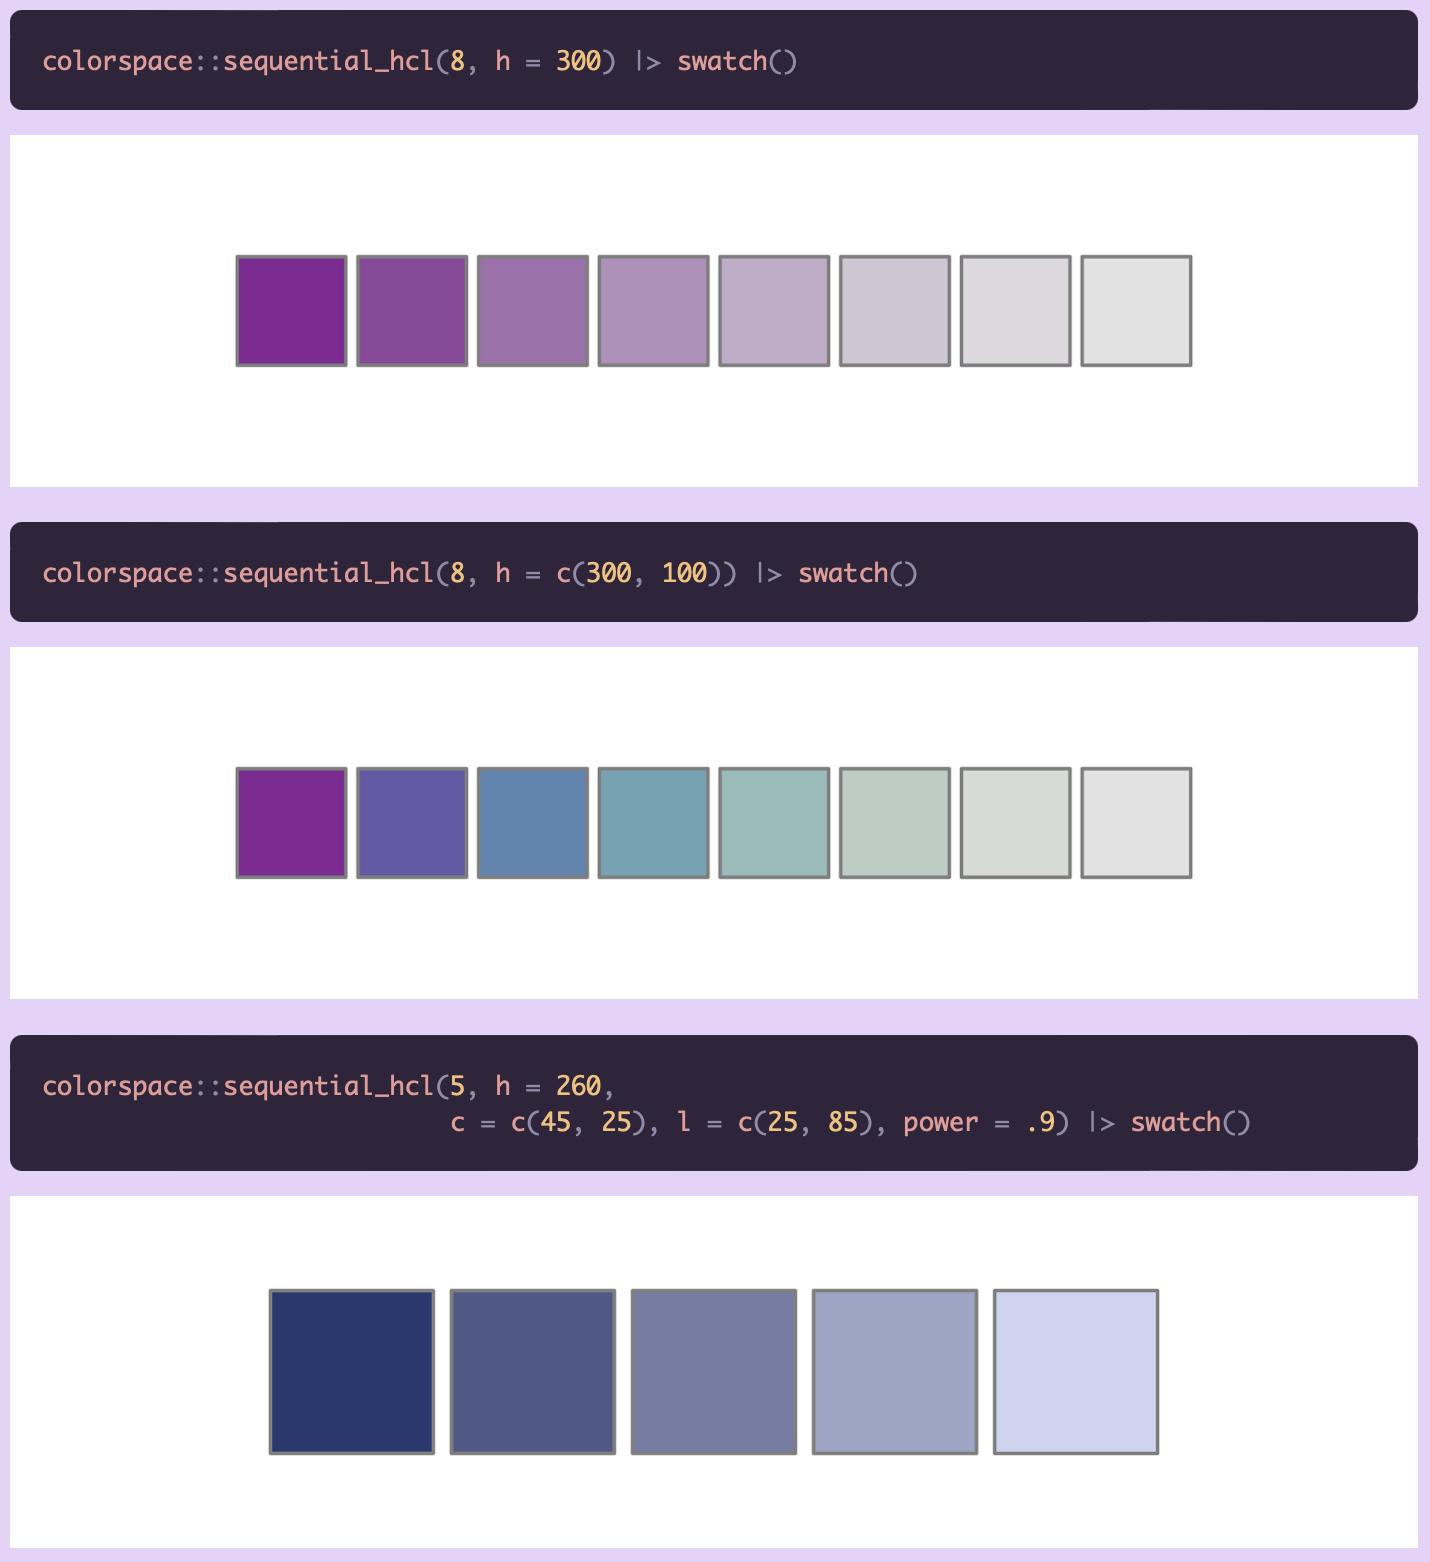 colorspace::sequential_hcl(8, h = 300) |> swatch()
colorspace::sequential_hcl(8, h = c(300, 100)) |> swatch()
colorspace::sequential_hcl(5, h = 260,
                           c = c(45, 25), l = c(25, 85), power = .9) |> swatch()